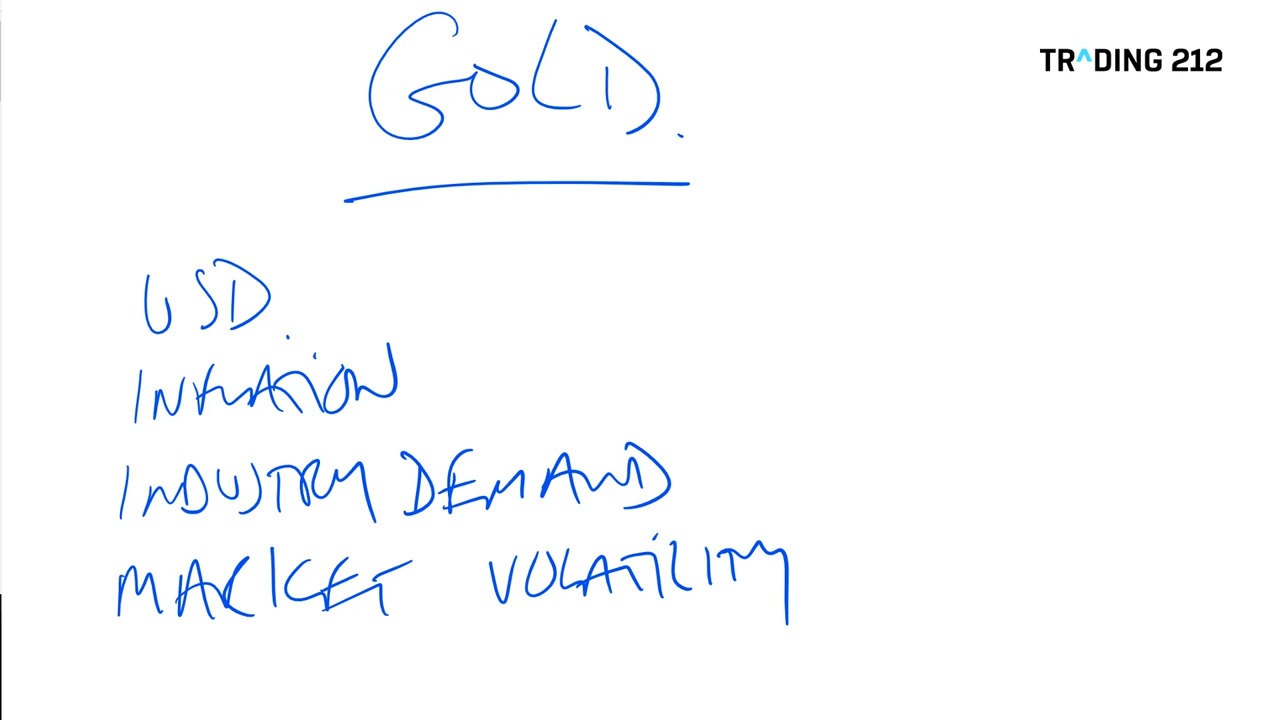 GOLD.
TRADING 212
USD.
INFLATION
INDUSTRY DEMAND
MARKET VOLATILITY